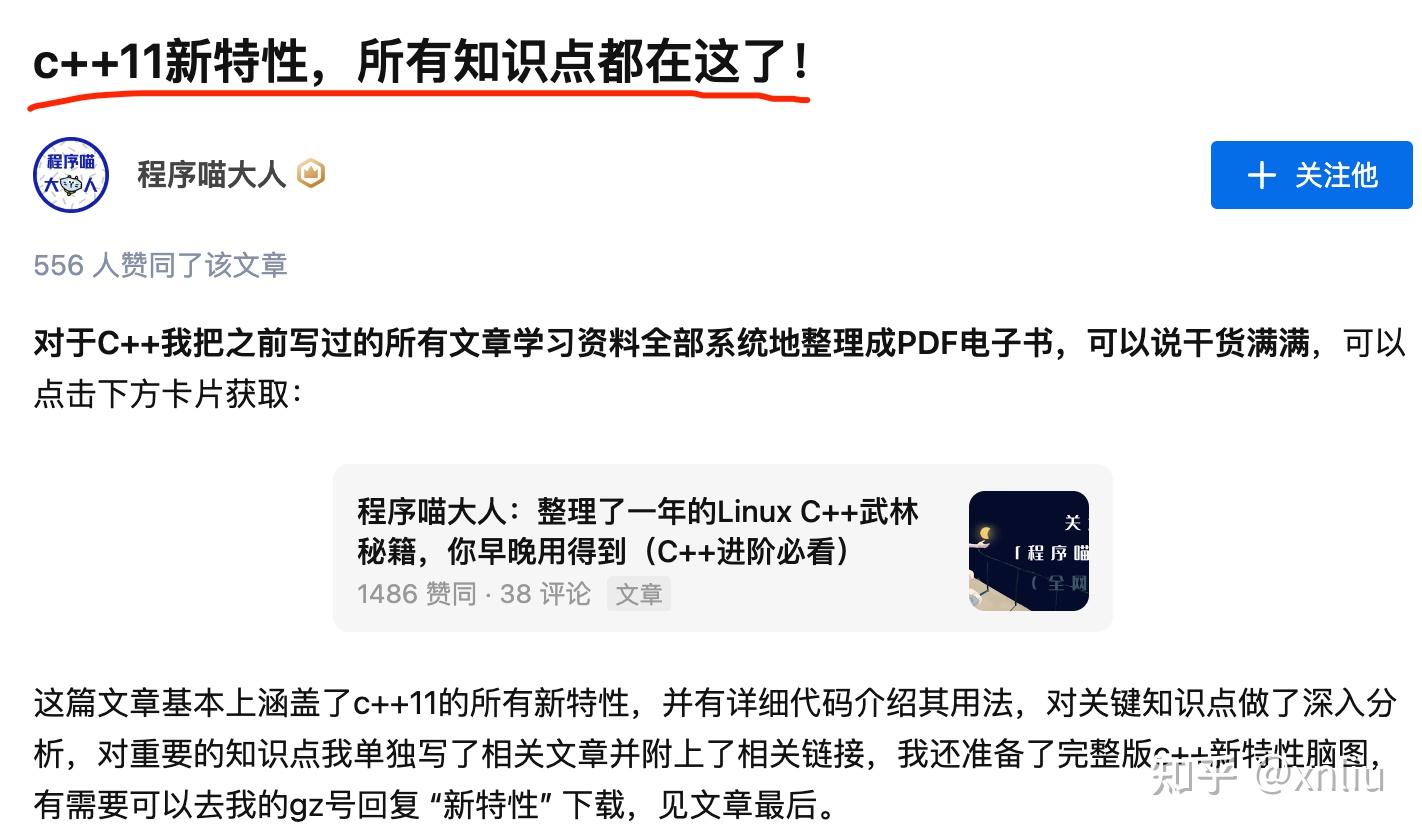 c++11新特性，所有知识点都在这了！
程序喵
大 人
程序喵大人
关注他
556 人赞同了该文章
对于C++我把之前写过的所有文章学习资料全部系统地整理成PDF电子书，可以说干货满满，可以
点击下方卡片获取：
程序喵大人：整理了一年的Linux C++武林
秘籍，你早晚用得到（C++进阶必看）
1486 赞同 · 38 评论 文章
关
「程序喵
（全网
这篇文章基本上涵盖了c++11的所有新特性，并有详细代码介绍其用法，对关键知识点做了深入分
析，对重要的知识点我单独写了相关文章并附上了相关链接，我还准备了完整版c++新特性脑图，
有需要可以去我的gz号回复 “新特性” 下载，见文章最后。
知乎 @xnliu